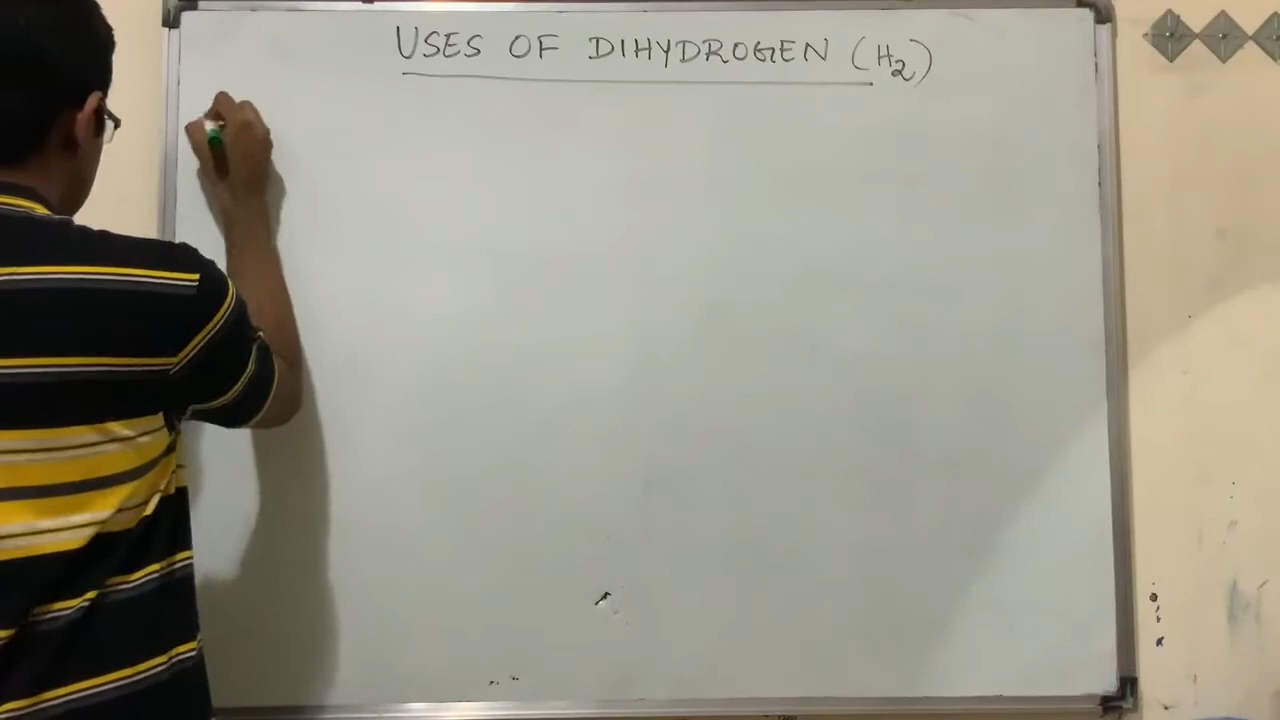 USES OF DIHYDROGEN (H₂)